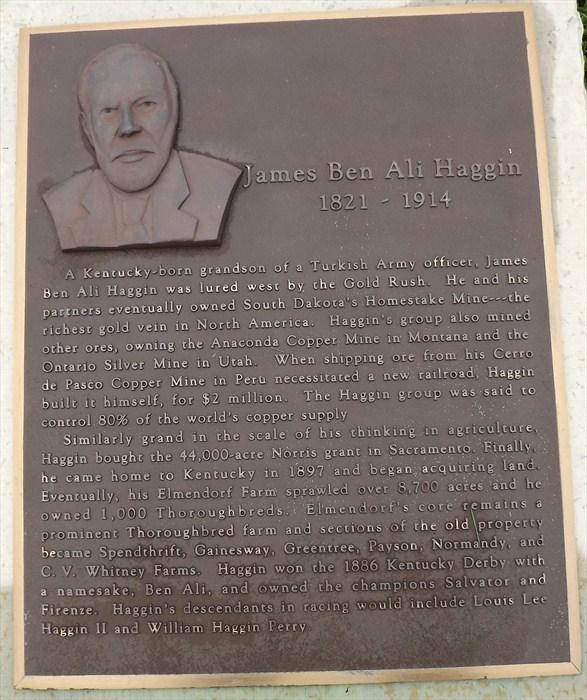 James Ben Ali Haggin
1821 - 1914
A Kentucky-born grandson of a Turkish Army officer, James
Ben Ali Haggin was lured west by the Gold Rush. He and his
partners eventually owned South Dakota's Homestake Mine---the
richest gold vein in North America. Haggin's group also mined
other ores, owning the Anaconda Copper Mine in Montana and the
Ontario Silver Mine in Utah. When shipping ore from his Cerro
de Pasco Copper Mine in Peru necessitated a new railroad, Haggin
built it himself, for $2 million. The Haggin group was said to
control 80% of the world's copper supply
Similarly grand in the scale of his thinking in agriculture,
Haggin bought the 44,000-acre Norris grant in Sacramento. Finally,
he came home to Kentucky in 1897 and began acquiring land.
Eventually, his Elmendorf Farm sprawled over 8,700 acres and he
owned 1,000 Thoroughbreds. Elmendorf's core remains a
prominent Thoroughbred farm and sections of the old property
became Spendthrift, Gainesway, Greentree, Payson, Normandy, and
C. V. Whitney Farms. Haggin won the 1886 Kentucky Derby with
a namesake, Ben Ali, and owned the champions Salvator and
Firenze. Haggin's descendants in racing would include Louis Lee
Haggin II and William Haggin Perry